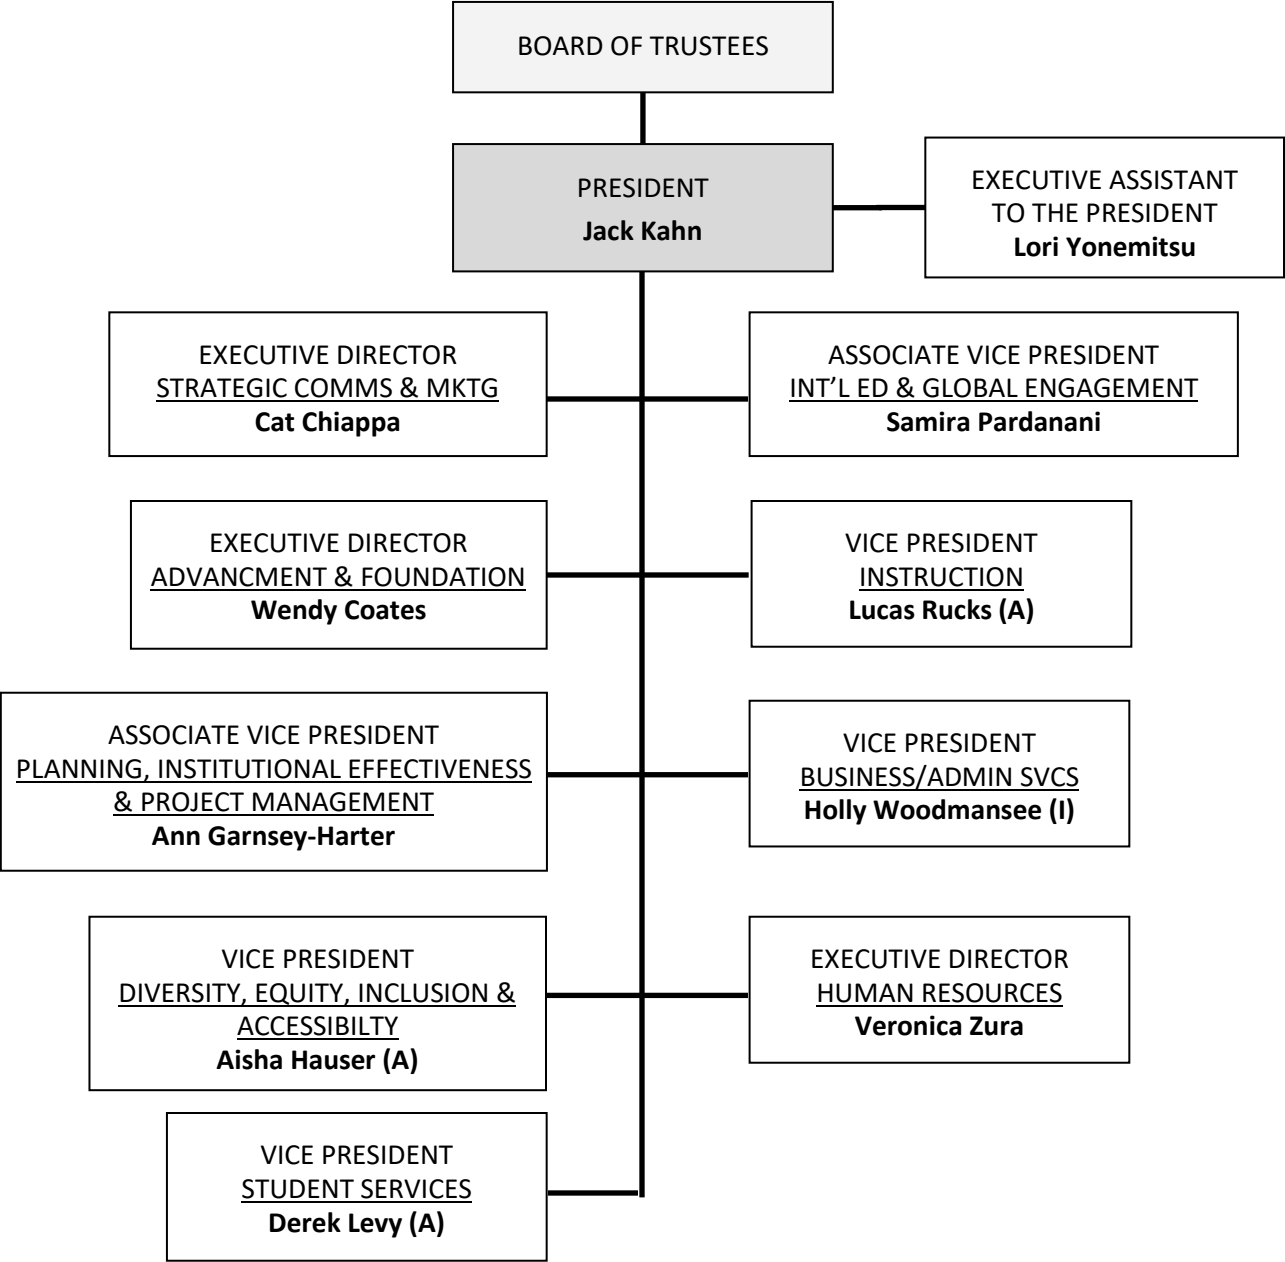 BOARD OF TRUSTEES
PRESIDENT
Jack Kahn
EXECUTIVE ASSISTANT
TO THE PRESIDENT
Lori Yonemitsu
EXECUTIVE DIRECTOR
STRATEGIC COMMS & MKTG
Cat Chiappa
ASSOCIATE VICE PRESIDENT
INT’L ED & GLOBAL ENGAGEMENT
Samira Pardanani
EXECUTIVE DIRECTOR
ADVANCMENT & FOUNDATION
Wendy Coates
VICE PRESIDENT
INSTRUCTION
Lucas Rucks (A)
ASSOCIATE VICE PRESIDENT
PLANNING, INSTITUTIONAL EFFECTIVENESS
& PROJECT MANAGEMENT
Ann Garnsey-Harter
VICE PRESIDENT
BUSINESS/ADMIN SVCS
Holly Woodmansee (I)
VICE PRESIDENT
DIVERSITY, EQUITY, INCLUSION &
ACCESSIBILTY
Aisha Hauser (A)
EXECUTIVE DIRECTOR
HUMAN RESOURCES
Veronica Zura
VICE PRESIDENT
STUDENT SERVICES
Derek Levy (A)